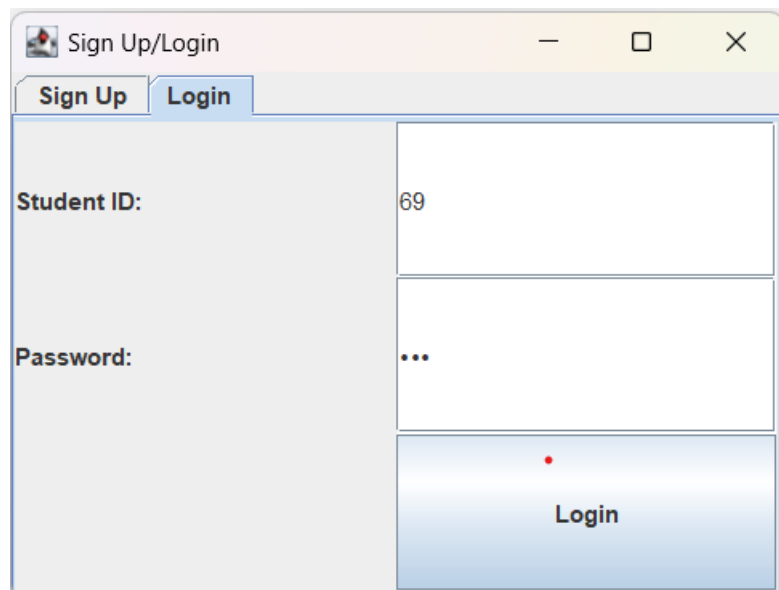 Sign Up/Login
Sign Up Login
Student ID: 69
Password: •••
Login